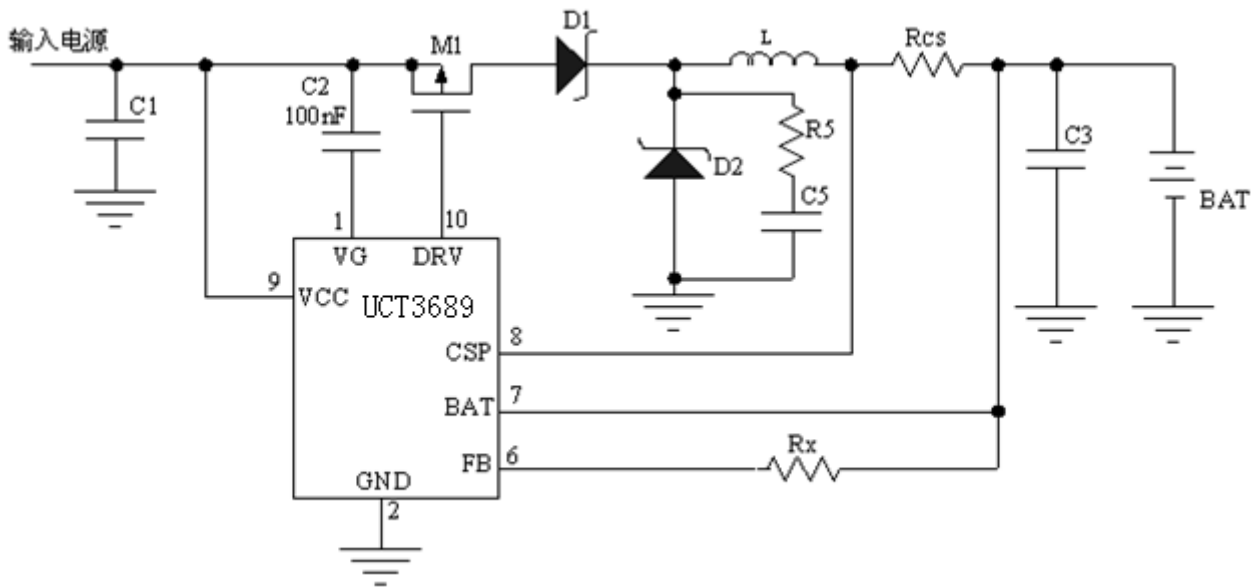 输入电源
D1
M1
L
Rcs
C1
C2
100nF
R5
C3
D2
C5
BAT
1
10
VG
DRV
9
VCC
UCT3689
8
CSP
7
BAT
Rx
6
FB
GND
2